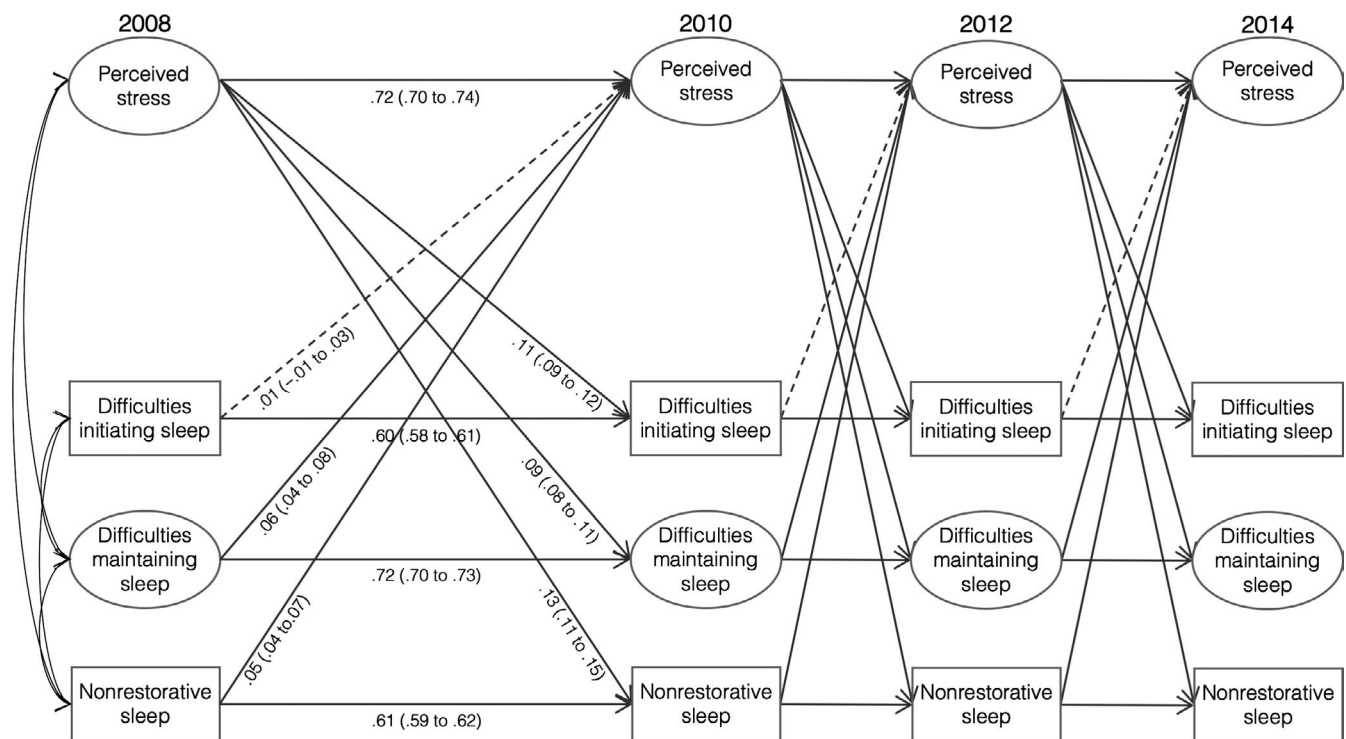 2008 2010 2012 2014
Perceived
stress
Perceived
stress
Perceived
stress
Perceived
stress
.72 (.70 to .74)
.01 (−.01 to .03)
.11 (.09 to .12)
Difficulties
initiating sleep
Difficulties
initiating sleep
Difficulties
initiating sleep
Difficulties
initiating sleep
.60 (.58 to .61)
.06 (.04 to .08)
.09 (.08 to .11)
Difficulties
maintaining
sleep
Difficulties
maintaining
sleep
Difficulties
maintaining
sleep
Difficulties
maintaining
sleep
.72 (.70 to .73)
.05 (.04 to.07)
.13 (.11 to .15)
Nonrestorative
sleep
Nonrestorative
sleep
Nonrestorative
sleep
Nonrestorative
sleep
.61 (.59 to .62)